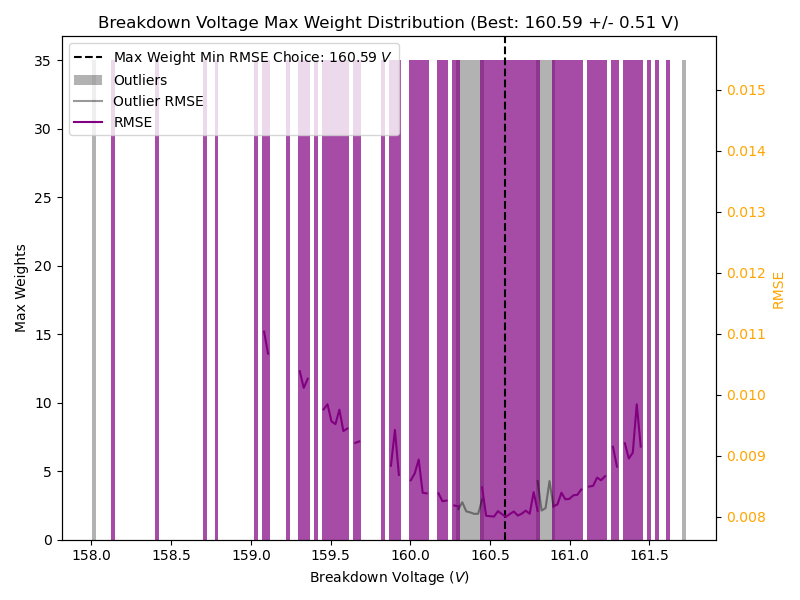 Breakdown Voltage Max Weight Distribution (Best: 160.59 +/- 0.51 V)
Max Weight Min RMSE Choice: 160.59 V
Outliers
Outlier RMSE
RMSE
Max Weights
35
30
25
20
15
10
5
0
0.015
0.014
0.013
0.012
0.011
0.010
0.009
0.008
RMSE
158.0 158.5 159.0 159.5 160.0 160.5 161.0 161.5
Breakdown Voltage (V)